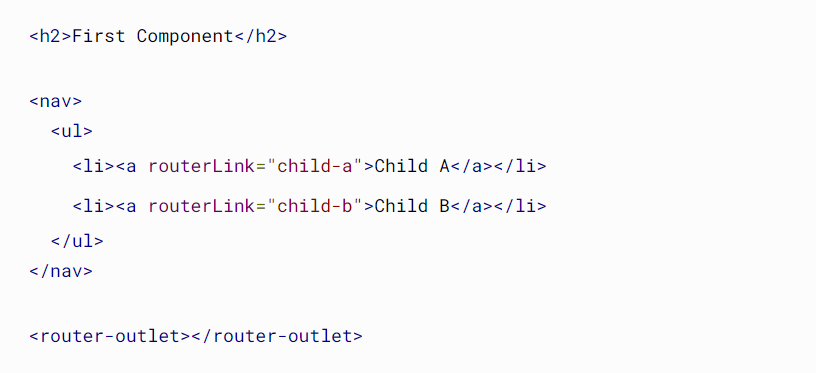 <h2>First Component</h2>
<nav>
<ul>
<li><a routerLink="child-a">Child A</a></li>
<li><a routerLink="child-b">Child B</a></li>
</ul>
</nav>
<router-outlet></router-outlet>